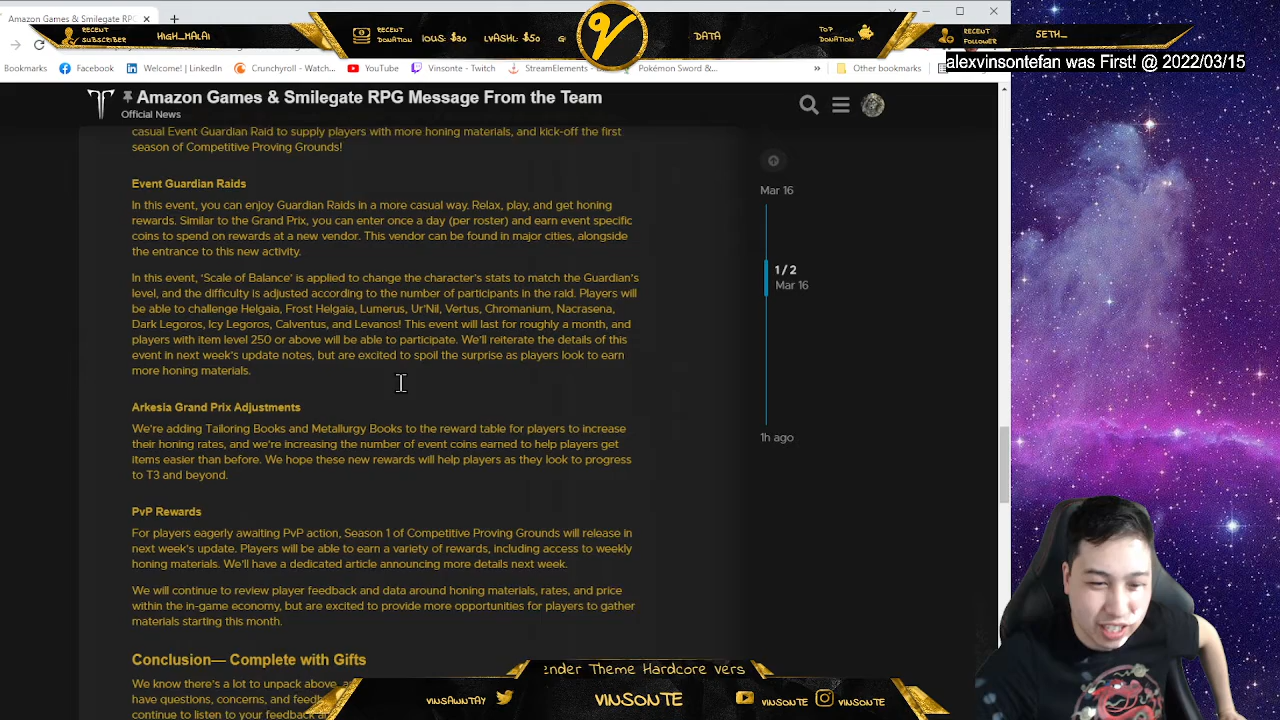 Amazon Games & Smilegate RPG
RECENT SUBSCRIBER
HIGH_HALAI
RECENT DONATION
IOUS: $80 LVASHL: $50 G
DATA
TOP DONATION
RECENT FOLLOWER
SETH_
alexvinsontefan was First! @ 2022/03/15
Bookmarks Facebook Welcome! | LinkedIn Crunchyroll - Watch... YouTube Vinsonte - Twitch StreamElements - Pokémon Sword &... » Other bookmarks
Amazon Games & Smilegate RPG Message From the Team
Official News
casual Event Guardian Raid to supply players with more honing materials, and kick-off the first
season of Competitive Proving Grounds!
Event Guardian Raids
In this event, you can enjoy Guardian Raids in a more casual way. Relax, play, and get honing
rewards. Similar to the Grand Prix, you can enter once a day (per roster) and earn event specific
coins to spend on rewards at a new vendor. This vendor can be found in major cities, alongside
the entrance to this new activity.
In this event, ‘Scale of Balance’ is applied to change the character’s stats to match the Guardian’s
level, and the difficulty is adjusted according to the number of participants in the raid. Players will
be able to challenge Helgaia, Frost Helgaia, Lumerus, Ur’Nil, Vertus, Chromanium, Nacrasena,
Dark Legoros, Icy Legoros, Calventus, and Levanos! This event will last for roughly a month, and
players with item level 250 or above will be able to participate. We’ll reiterate the details of this
event in next week’s update notes, but are excited to spoil the surprise as players look to earn
more honing materials.
Arkesia Grand Prix Adjustments
We’re adding Tailoring Books and Metallurgy Books to the reward table for players to increase
their honing rates, and we’re increasing the number of event coins earned to help players get
items easier than before. We hope these new rewards will help players as they look to progress
to T3 and beyond.
PvP Rewards
For players eagerly awaiting PvP action, Season 1 of Competitive Proving Grounds will release in
next week’s update. Players will be able to earn a variety of rewards, including access to weekly
honing materials. We’ll have a dedicated article announcing more details next week.
We will continue to review player feedback and data around honing materials, rates, and price
within the in-game economy, but are excited to provide more opportunities for players to gather
materials starting this month.
Conclusion— Complete with Gifts
We know there’s a lot to unpack above,
have questions, concerns, and feedb
continue to listen to your feedback a
Mar 16
1 / 2
Mar 16
1h ago
ender Theme Hardcore vers
VINSAWNTAY
VINSONTE
VINSONTE
VINSONTE